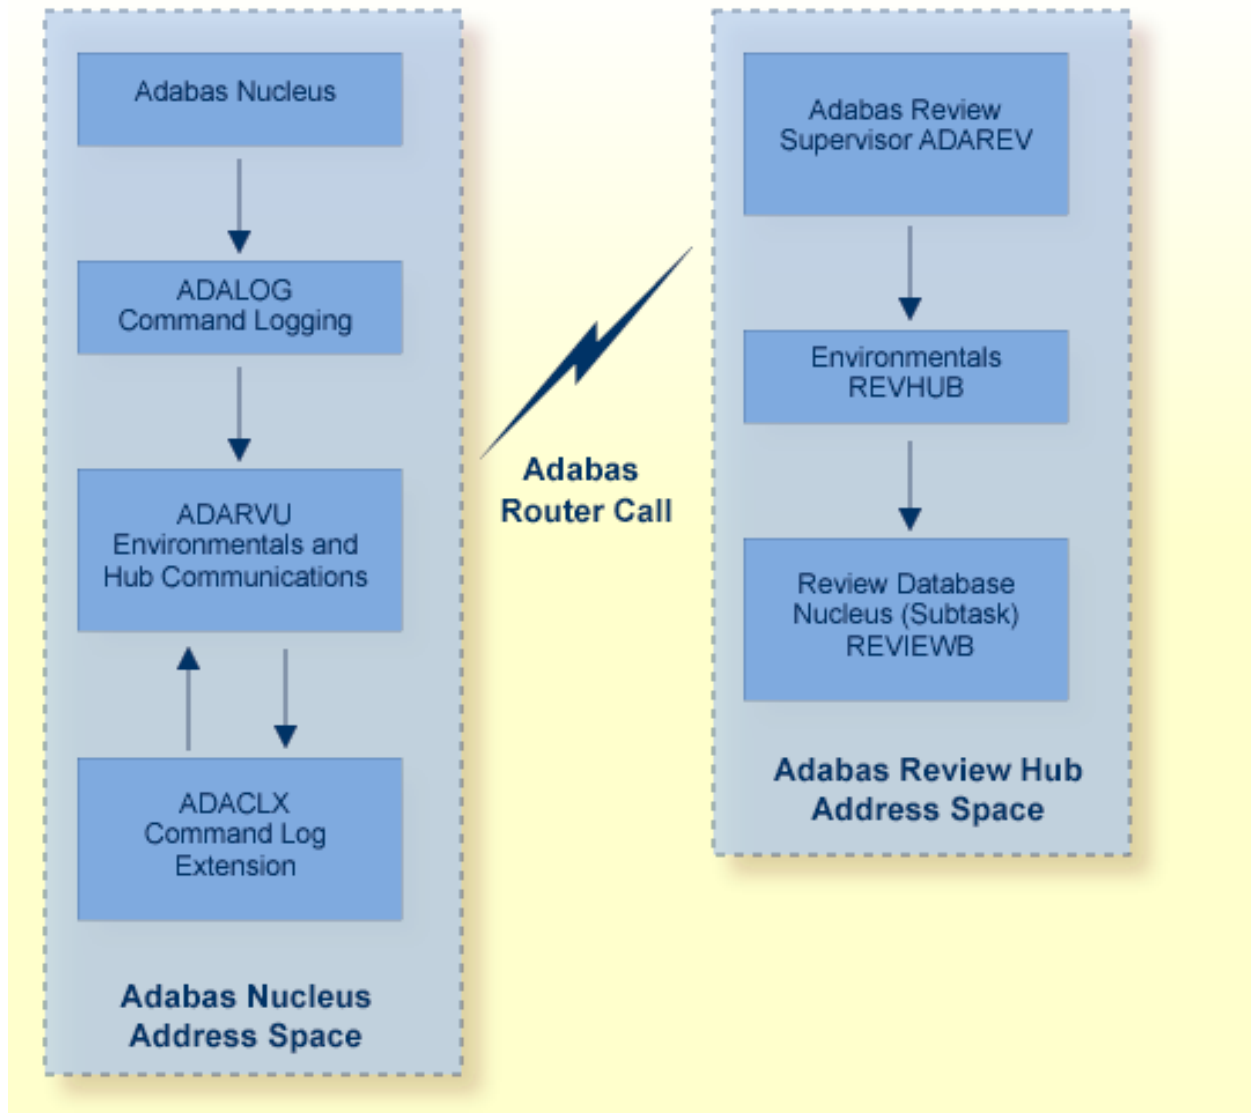 Adabas Nucleus
ADALOG
Command Logging
ADARVU
Environmentals and
Hub Communications
ADACLX
Command Log
Extension
Adabas Nucleus
Address Space
Adabas
Router Call
Adabas Review
Supervisor ADAREV
Environmentals
REVHUB
Review Database
Nucleus (Subtask)
REVIEWB
Adabas Review Hub
Address Space